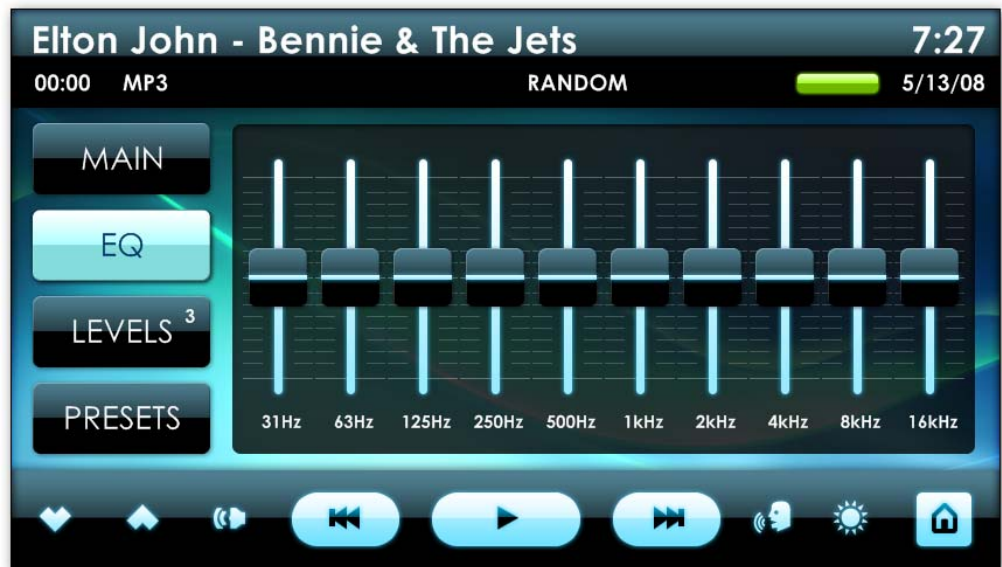 Elton John - Bennie & The Jets 7:27
00:00 MP3 RANDOM 5/13/08
MAIN
EQ
LEVELS 3
PRESETS
31Hz 63Hz 125Hz 250Hz 500Hz 1kHz 2kHz 4kHz 8kHz 16kHz